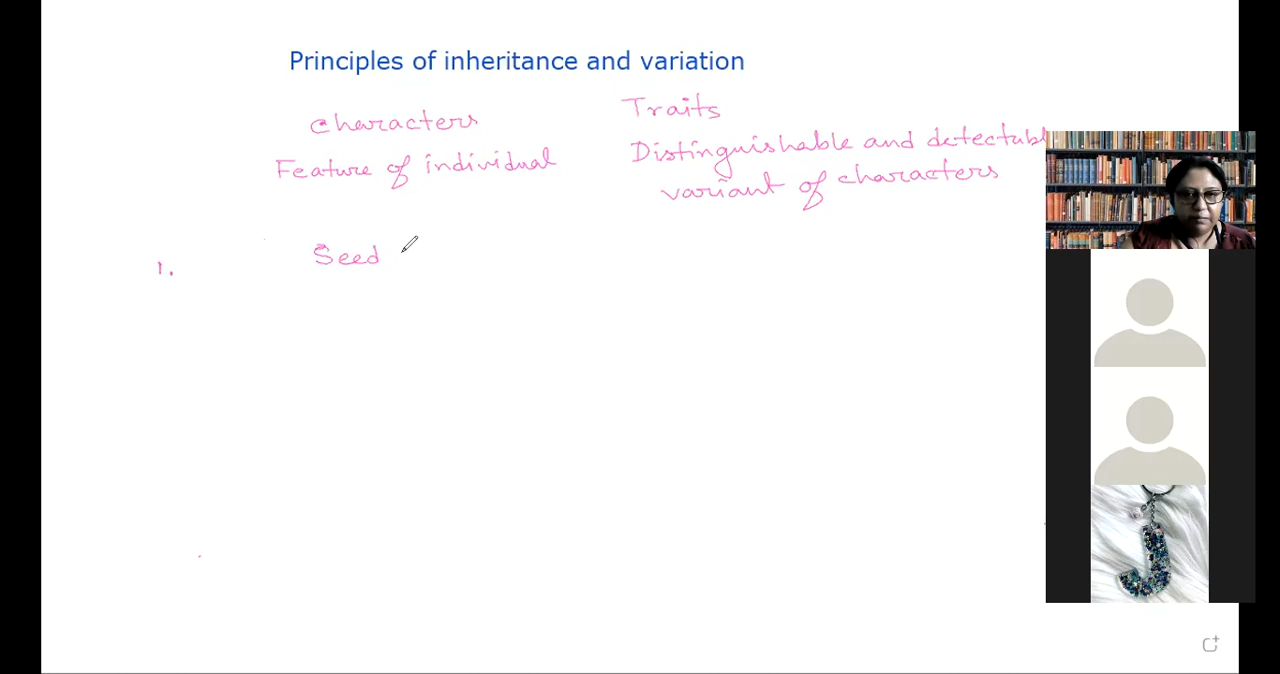 Principles of inheritance and variation
Characters
Traits
Feature of individual
Distinguishable and detectabl
variant of characters
1. Seed